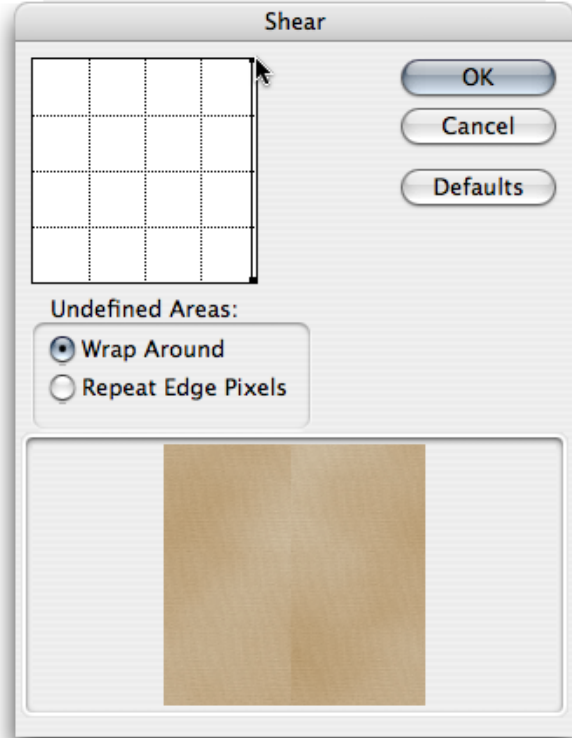 Shear
OK
Cancel
Defaults
Undefined Areas:
Wrap Around
Repeat Edge Pixels